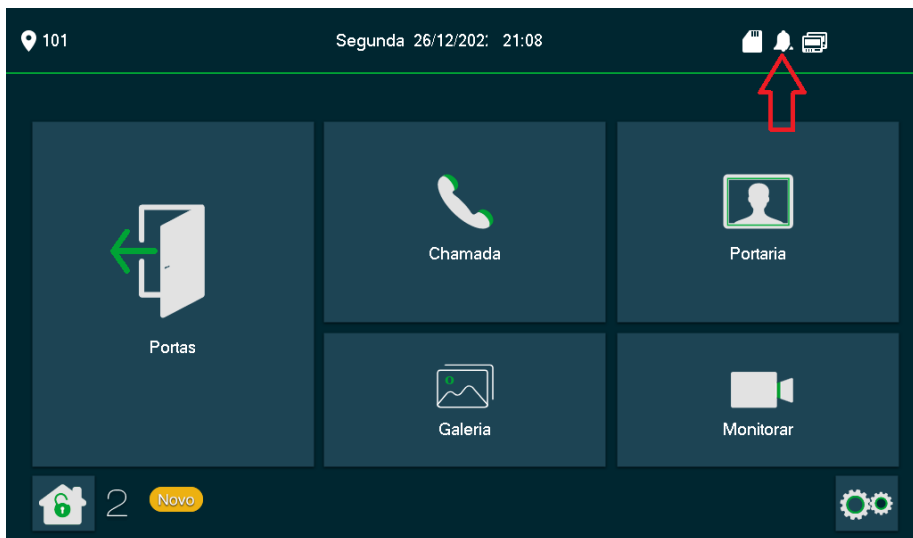 101
Segunda 26/12/202: 21:08
Chamada
Portaria
Portas
Galeria
Monitorar
2 Novo